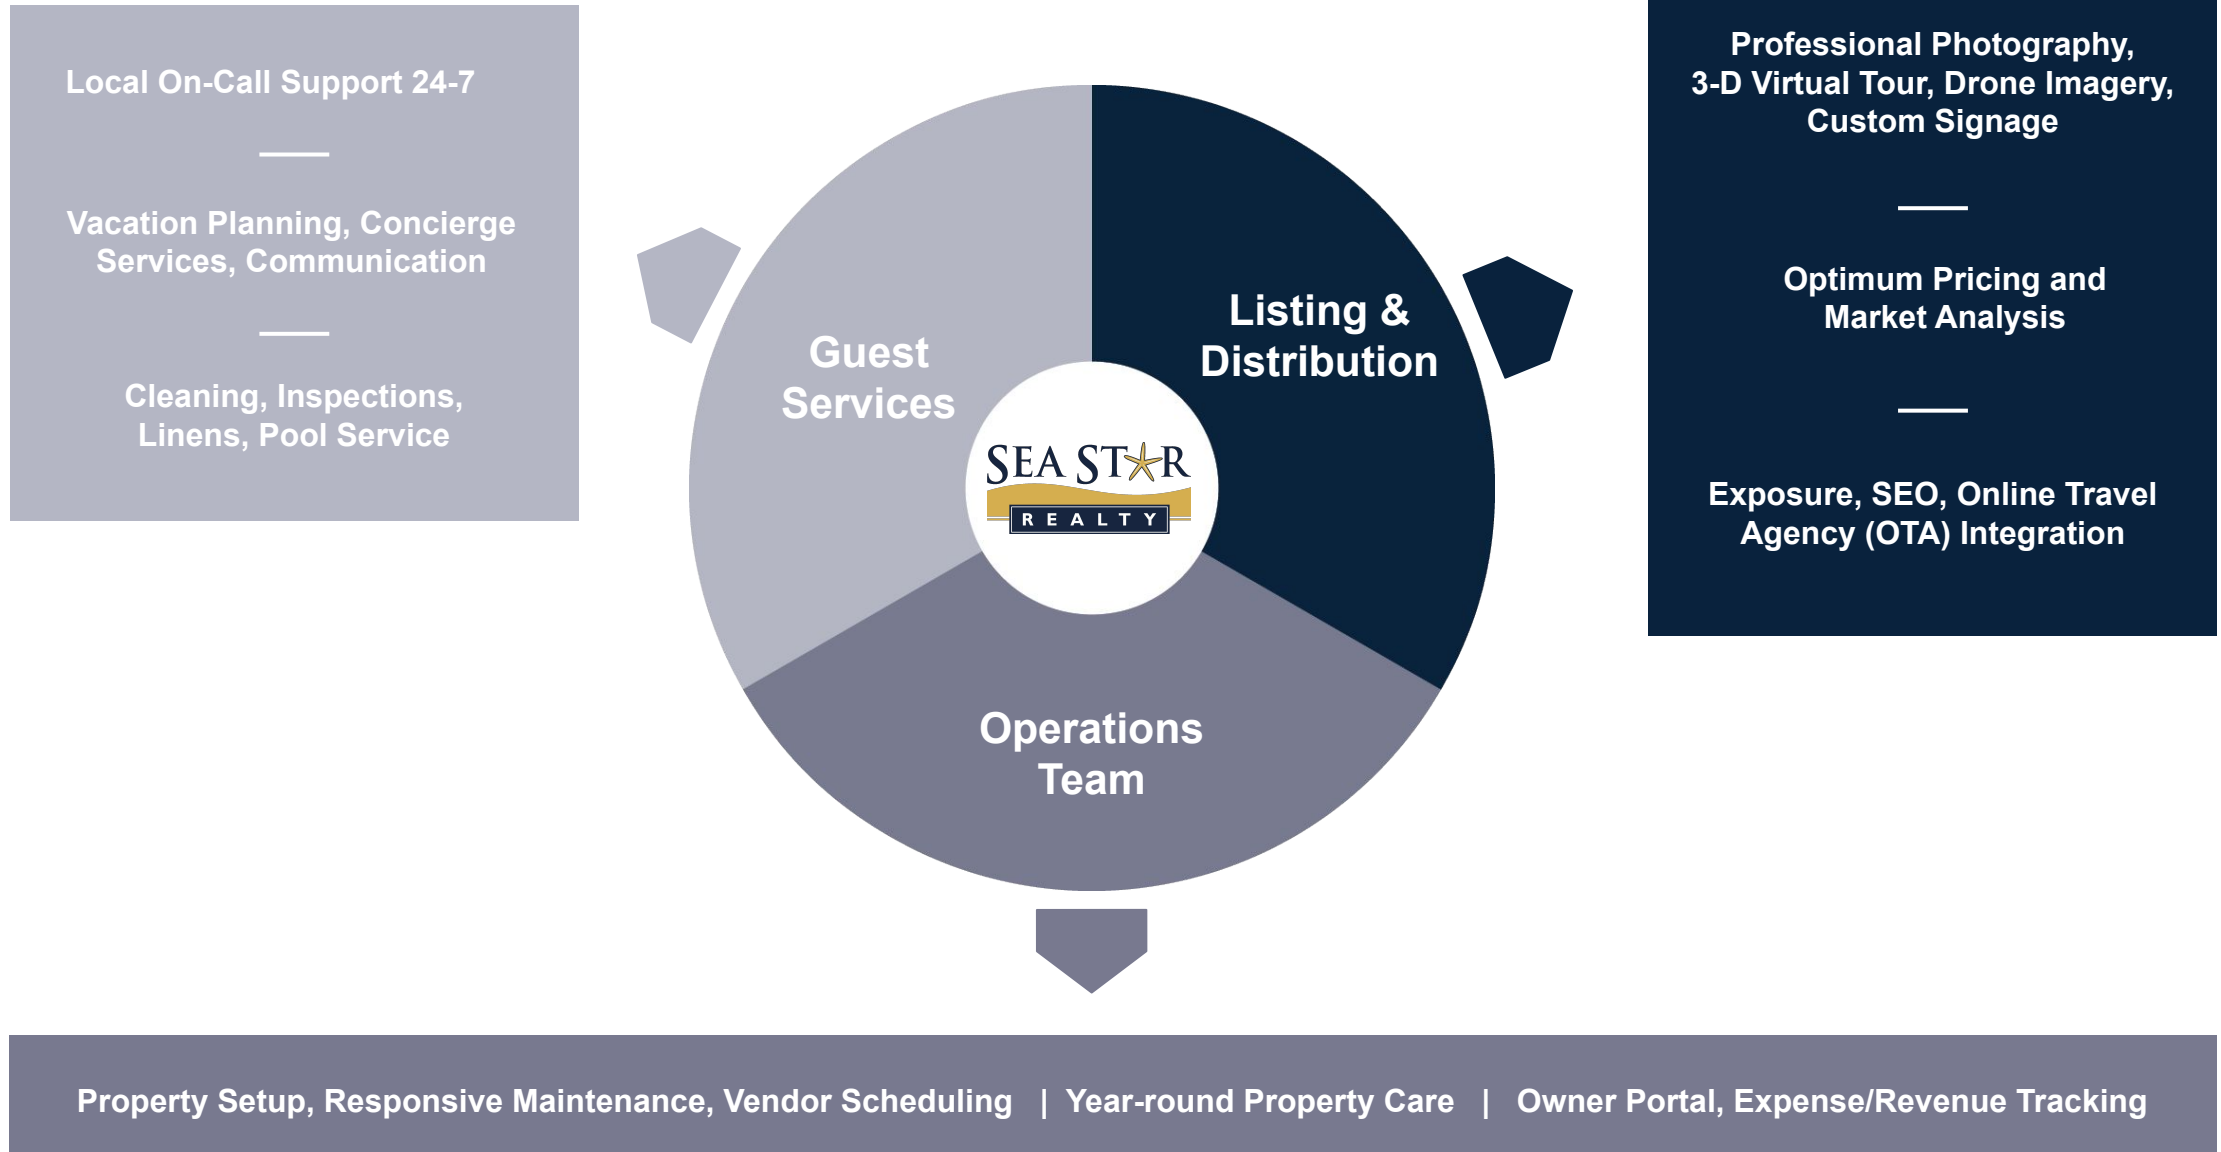 Local On-Call Support 24-7
Vacation Planning, Concierge
Services, Communication
Cleaning, Inspections,
Linens, Pool Service
Guest
Services
Listing &
Distribution
SEA STAR
REALTY
Operations
Team
Professional Photography,
3-D Virtual Tour, Drone Imagery,
Custom Signage
Optimum Pricing and
Market Analysis
Exposure, SEO, Online Travel
Agency (OTA) Integration
Property Setup, Responsive Maintenance, Vendor Scheduling | Year-round Property Care | Owner Portal, Expense/Revenue Tracking